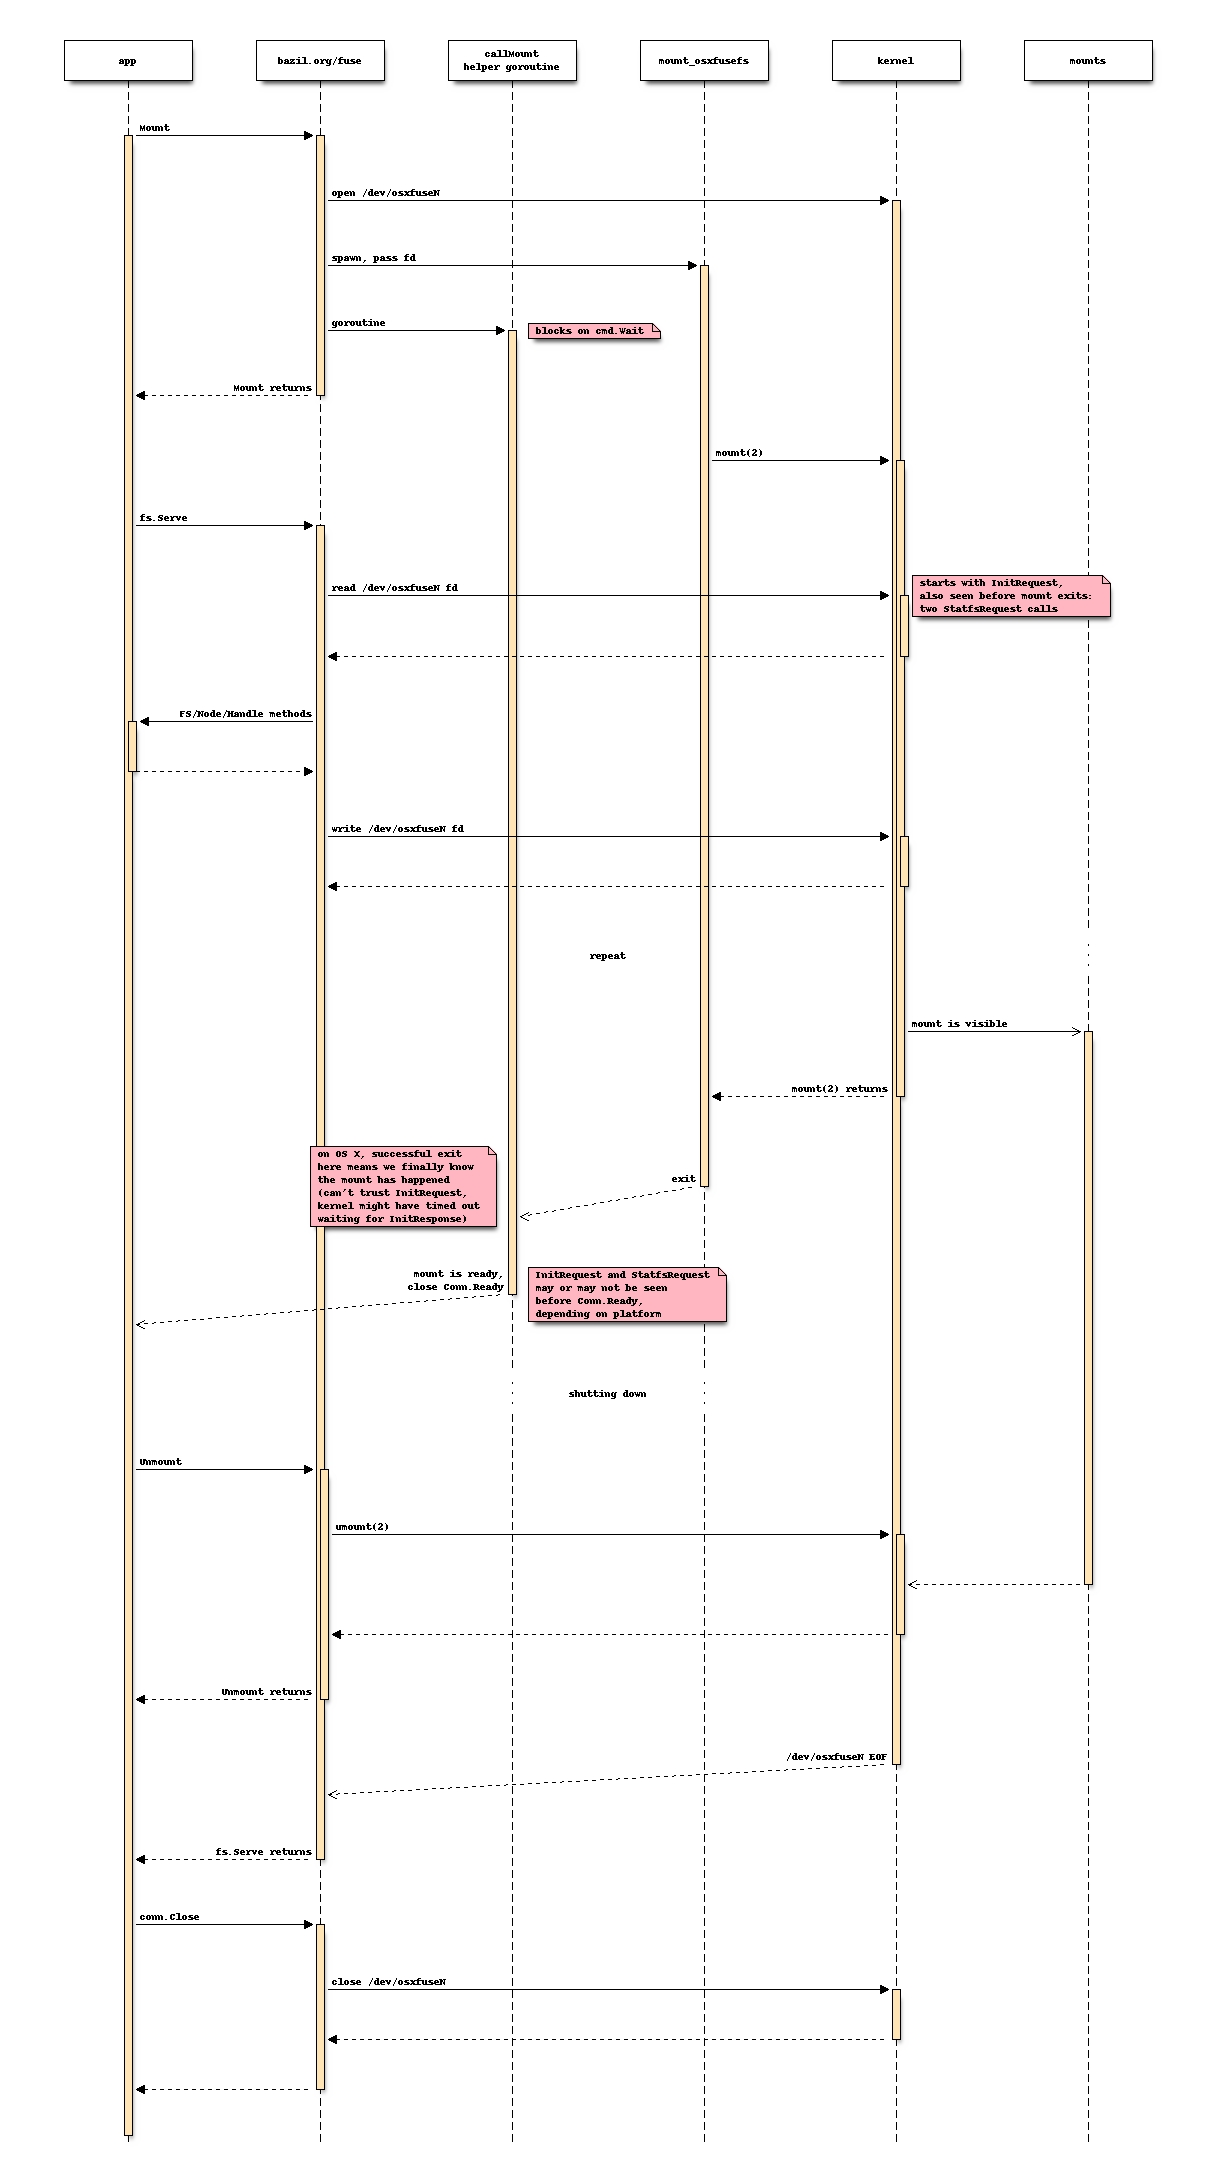 app
bazil.org/fuse
callMount
helper goroutine
mount_osxfusefs
kernel
mounts
Mount
open /dev/osxfuseN
spawn, pass fd
goroutine
blocks on cmd.Wait
Mount returns
mount(2)
fs.Serve
read /dev/osxfuseN fd
starts with InitRequest,
also seen before mount exits:
two StatfsRequest calls
FS/Node/Handle methods
write /dev/osxfuseN fd
repeat
mount is visible
mount(2) returns
on OS X, successful exit
here means we finally know
the mount has happened
(can't trust InitRequest,
kernel might have timed out
waiting for InitResponse)
exit
mount is ready,
close Conn.Ready
InitRequest and StatfsRequest
may or may not be seen
before Conn.Ready,
depending on platform
shutting down
Unmount
umount(2)
Unmount returns
/dev/osxfuseN EOF
fs.Serve returns
conn.Close
close /dev/osxfuseN